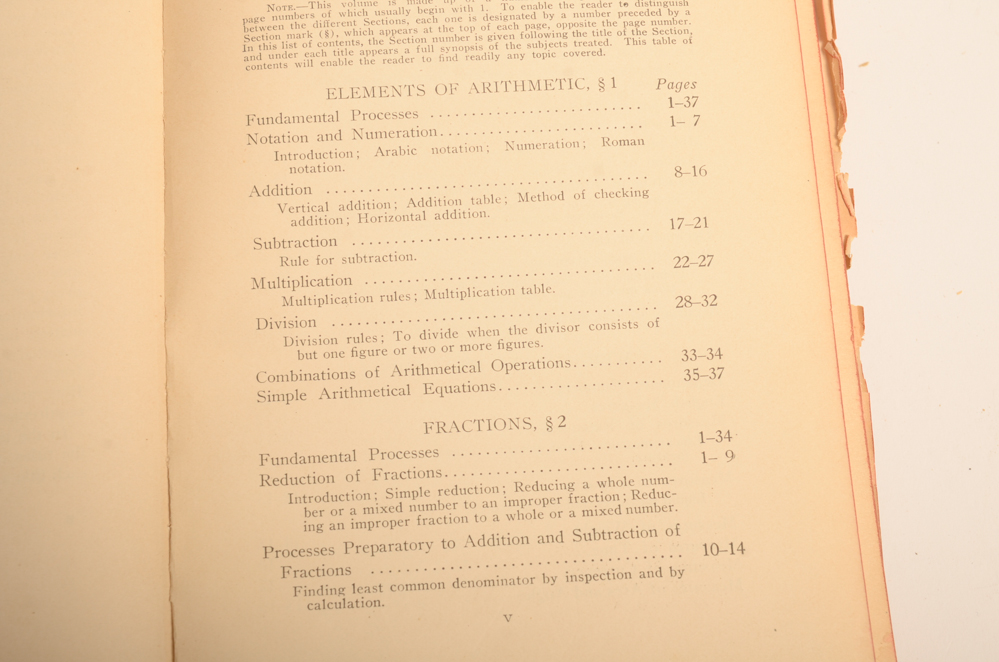 NOTE.—This volume is made up of a
page numbers of which usually begin with 1. To enable the reader to distinguish
between the different Sections, each one is designated by a number preceded by a
Section mark (§), which appears at the top of each page, opposite the page number.
In this list of contents, the Section number is given following the title of the Section,
and under each title appears a full synopsis of the subjects treated. This table of
contents will enable the reader to find readily any topic covered.
ELEMENTS OF ARITHMETIC, § 1 Pages
Fundamental Processes ........................ 1–37
Notation and Numeration........................ 1– 7
Introduction; Arabic notation; Numeration; Roman
notation.
Addition .................................... 8–16
Vertical addition; Addition table; Method of checking
addition; Horizontal addition.
Subtraction ................................. 17–21
Rule for subtraction.
Multiplication ............................... 22–27
Multiplication rules; Multiplication table.
Division .................................... 28–32
Division rules; To divide when the divisor consists of
but one figure or two or more figures.
Combinations of Arithmetical Operations........... 33–34
Simple Arithmetical Equations................... 35–37
FRACTIONS, § 2
Fundamental Processes ........................ 1–34
Reduction of Fractions......................... 1– 9
Introduction; Simple reduction; Reducing a whole num-
ber or a mixed number to an improper fraction; Reduc-
ing an improper fraction to a whole or a mixed number.
Processes Preparatory to Addition and Subtraction of
Fractions ................................. 10–14
Finding least common denominator by inspection and by
calculation.
v